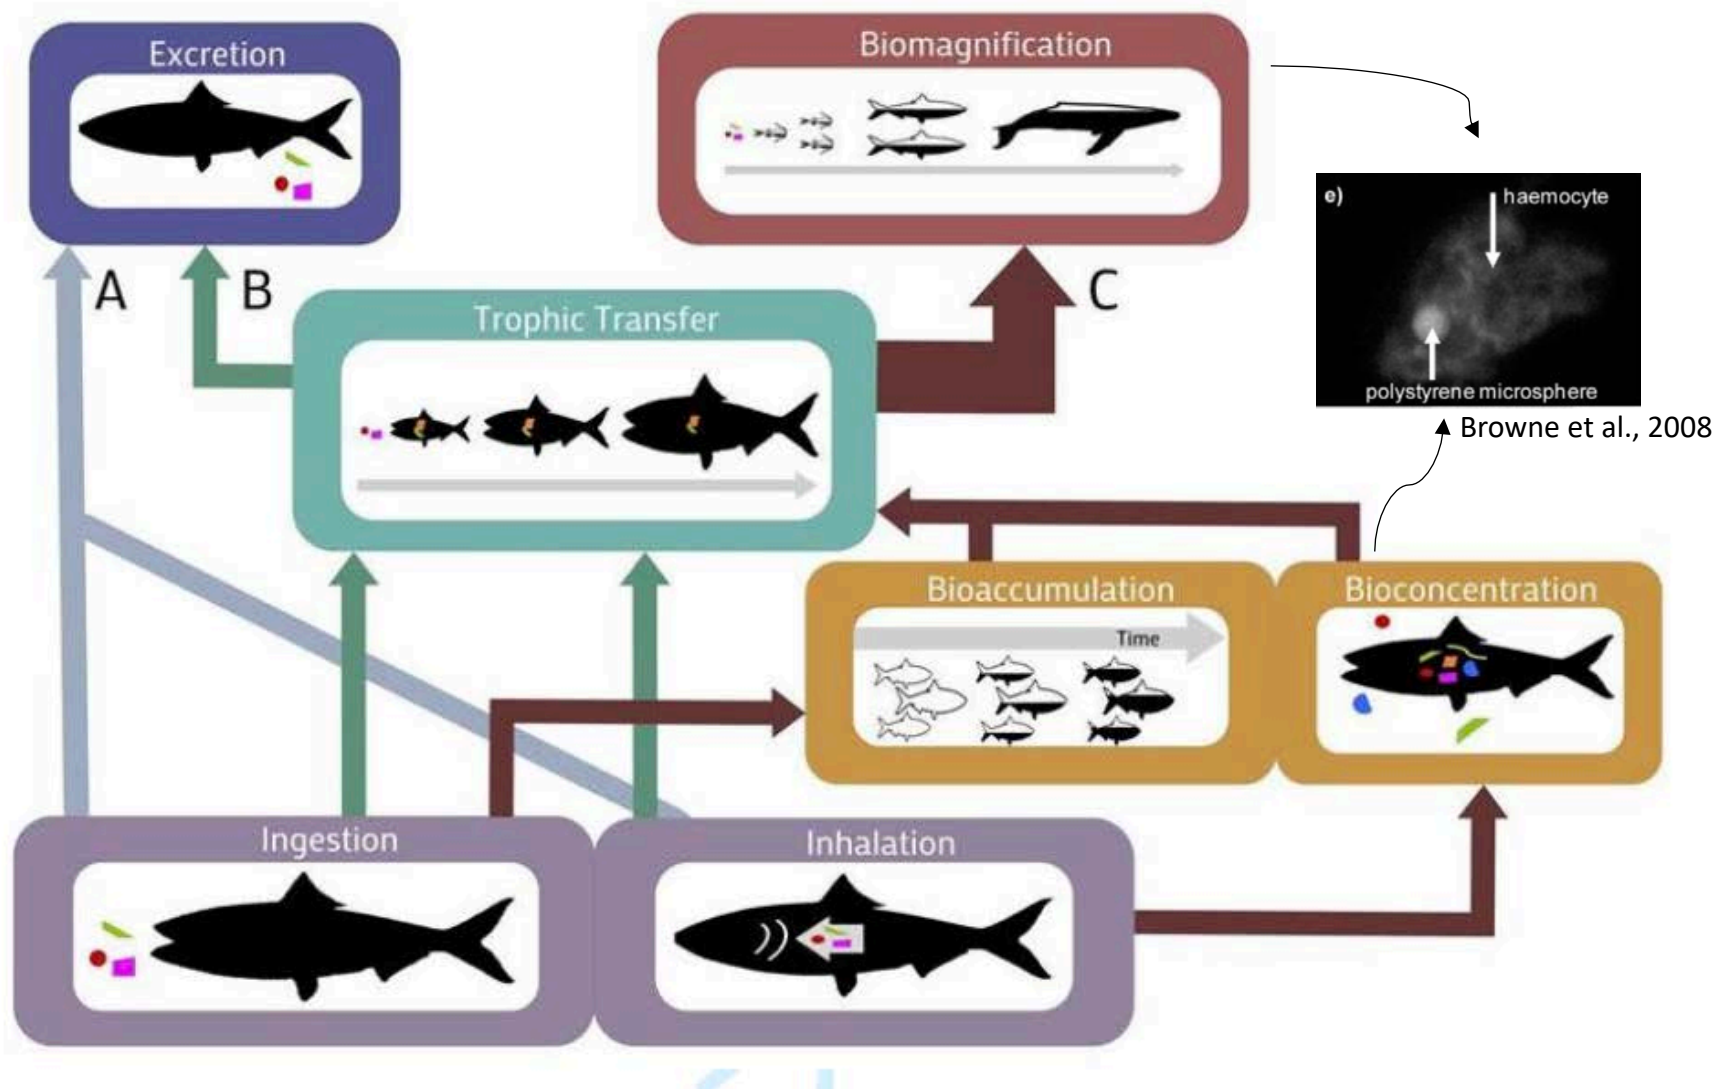 Excretion
Biomagnification
e)
haemocyte
A
B
C
Trophic Transfer
polystyrene microsphere
Browne et al., 2008
Bioaccumulation
Bioconcentration
Time
Ingestion
Inhalation